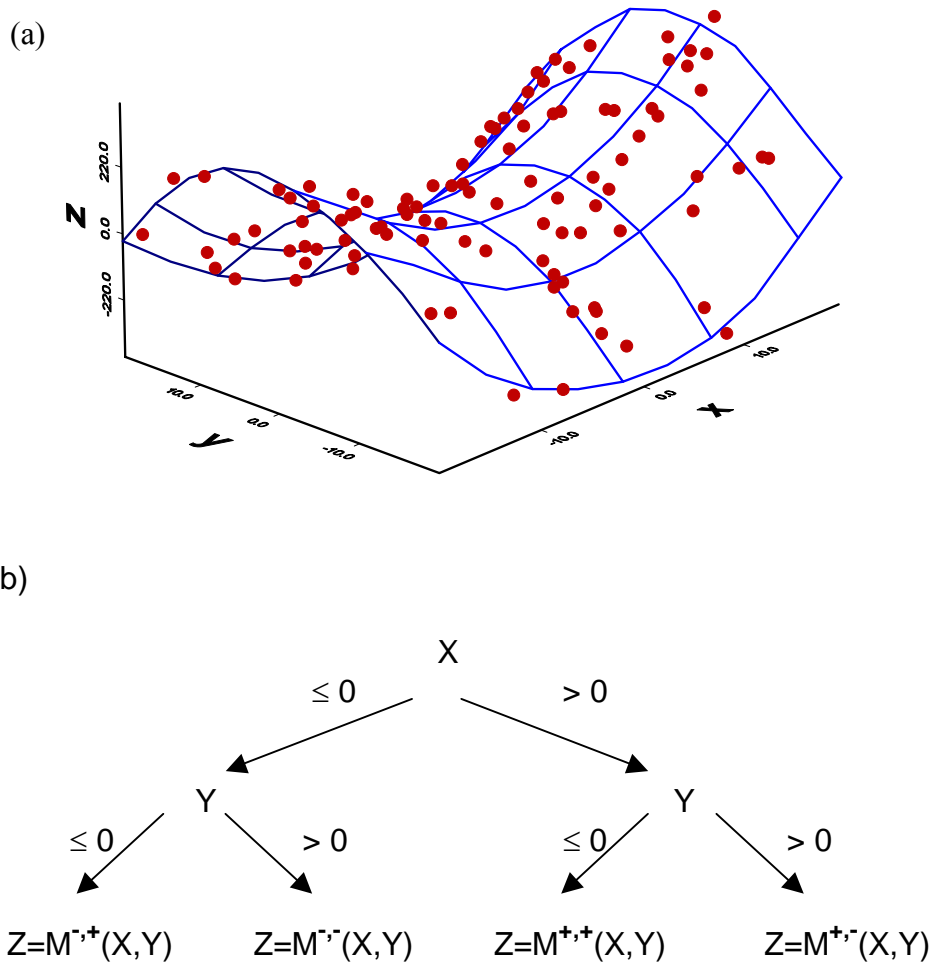 (a)
z
220.0
0.0
-220.0
10.0
0.0
-10.0
y
-10.0
0.0
10.0
x
b)
X
≤ 0 > 0
Y Y
≤ 0 > 0 ≤ 0 > 0
Z=M⁻,⁺(X,Y) Z=M⁻,⁻(X,Y) Z=M⁺,⁺(X,Y) Z=M⁺,⁻(X,Y)